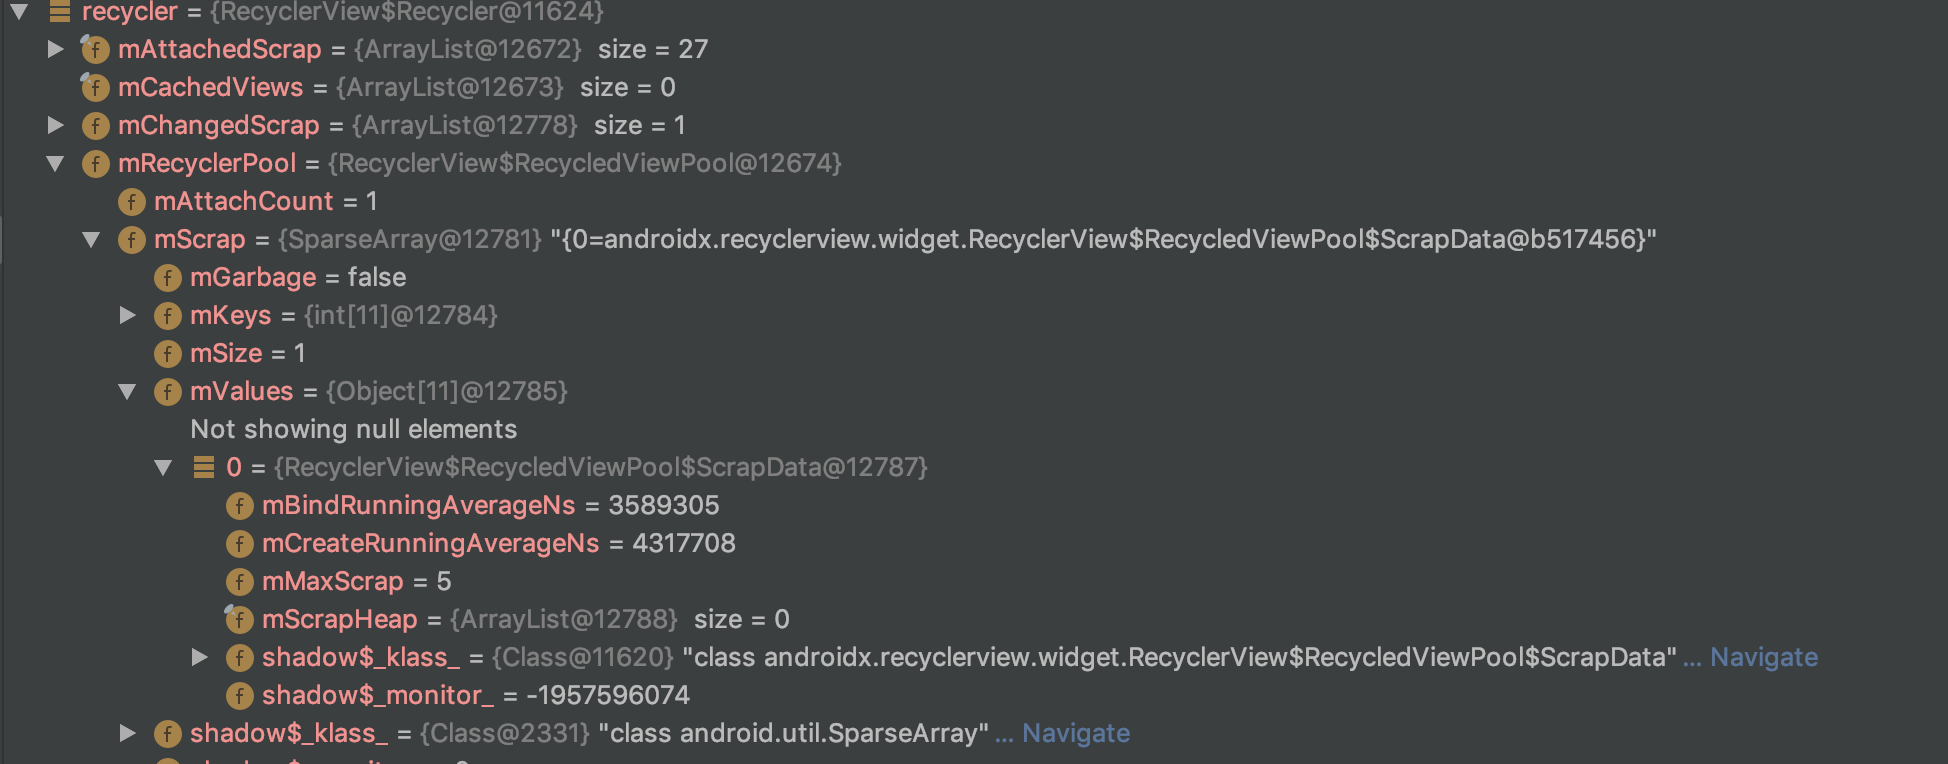 recycler = {RecyclerView$Recycler@11624}
f mAttachedScrap = {ArrayList@12672} size = 27
f mCachedViews = {ArrayList@12673} size = 0
f mChangedScrap = {ArrayList@12778} size = 1
f mRecyclerPool = {RecyclerView$RecycledViewPool@12674}
f mAttachCount = 1
f mScrap = {SparseArray@12781} "{0=androidx.recyclerview.widget.RecyclerView$RecycledViewPool$ScrapData@b517456}"
f mGarbage = false
f mKeys = {int[11]@12784}
f mSize = 1
f mValues = {Object[11]@12785}
Not showing null elements
0 = {RecyclerView$RecycledViewPool$ScrapData@12787}
f mBindRunningAverageNs = 3589305
f mCreateRunningAverageNs = 4317708
f mMaxScrap = 5
f mScrapHeap = {ArrayList@12788} size = 0
f shadow$_klass_ = {Class@11620} "class androidx.recyclerview.widget.RecyclerView$RecycledViewPool$ScrapData" ... Navigate
f shadow$_monitor_ = -1957596074
f shadow$_klass_ = {Class@2331} "class android.util.SparseArray" ... Navigate